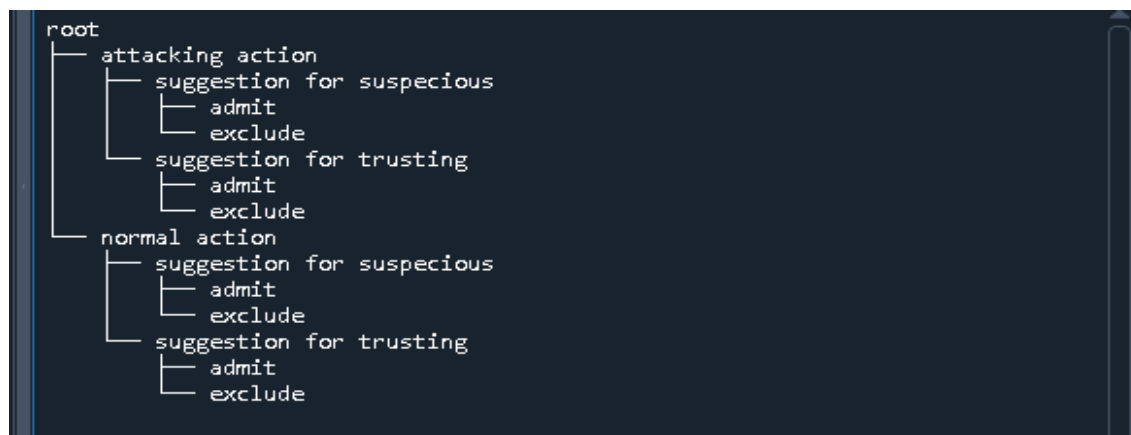 root
├── attacking action
│   ├── suggestion for suspecious
│   │   ├── admit
│   │   └── exclude
│   └── suggestion for trusting
│       ├── admit
│       └── exclude
└── normal action
    ├── suggestion for suspecious
    │   ├── admit
    │   └── exclude
    └── suggestion for trusting
        ├── admit
        └── exclude